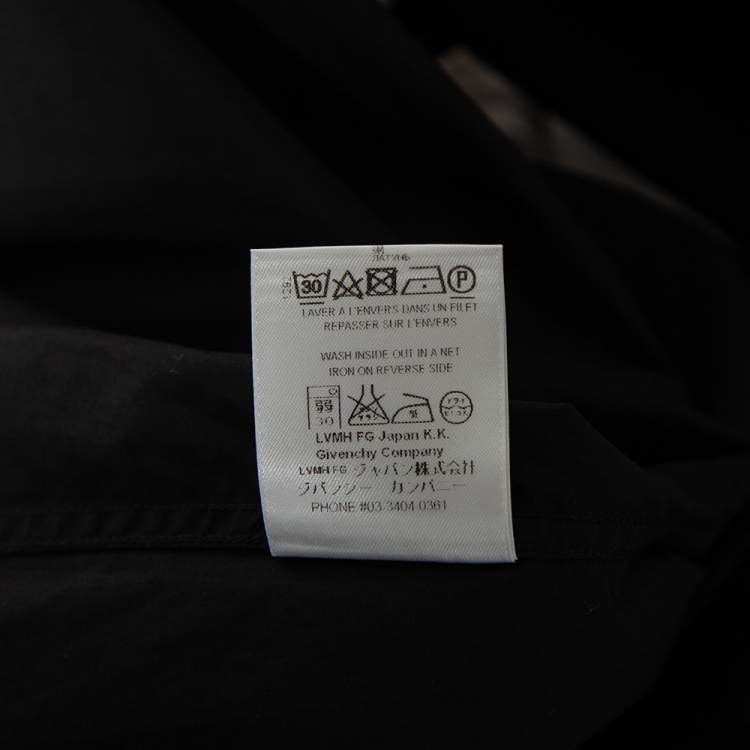 30 P
LAVER A L'ENVERS DANS UN FILET
REPASSER SUR L'ENVERS
WASH INSIDE OUT IN A NET
IRON ON REVERSE SIDE
30
LVMH FG Japan K.K.
Givenchy Company
LVMH FG ジャパン株式会社
ジバンシー カンパニー
PHONE #03-3404-0361